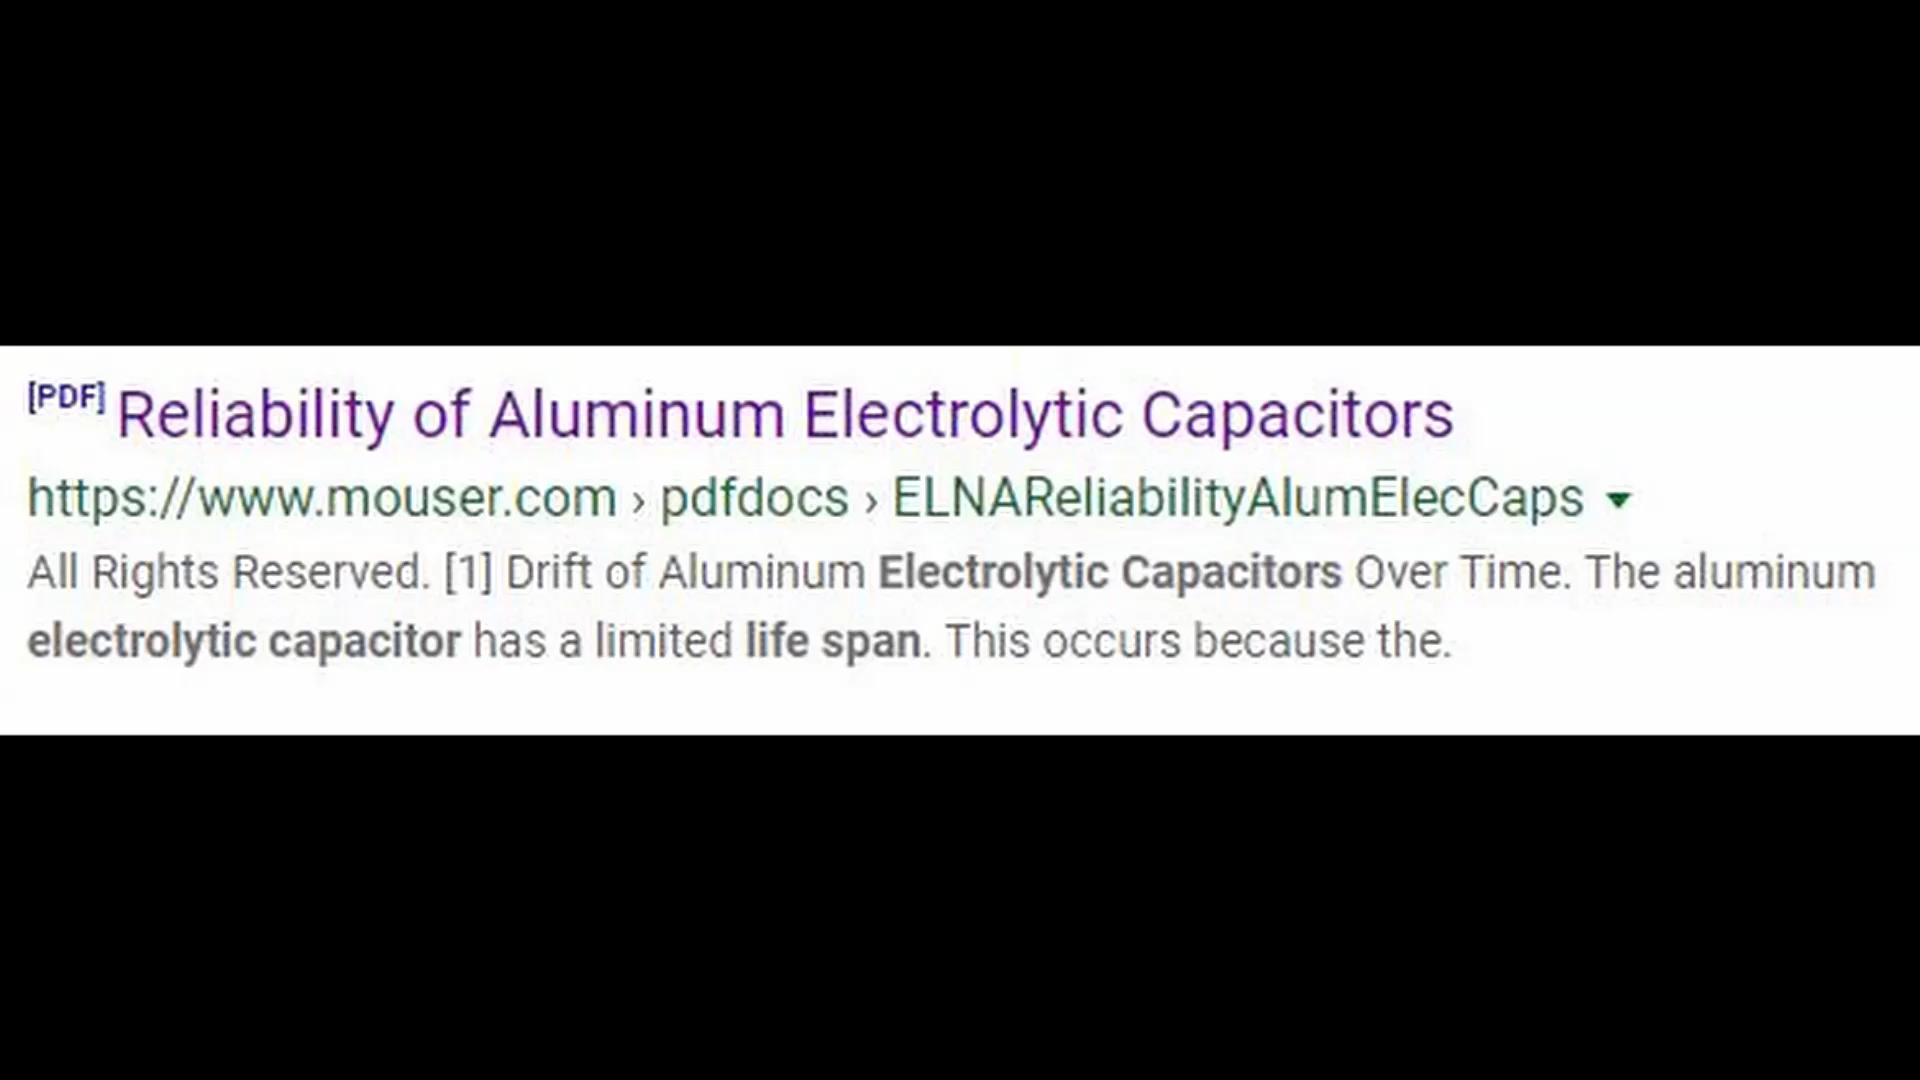 [PDF] Reliability of Aluminum Electrolytic Capacitors
https://www.mouser.com › pdfdocs › ELNAReliabilityAlumElecCaps ▼
All Rights Reserved. [1] Drift of Aluminum Electrolytic Capacitors Over Time. The aluminum
electrolytic capacitor has a limited life span. This occurs because the.